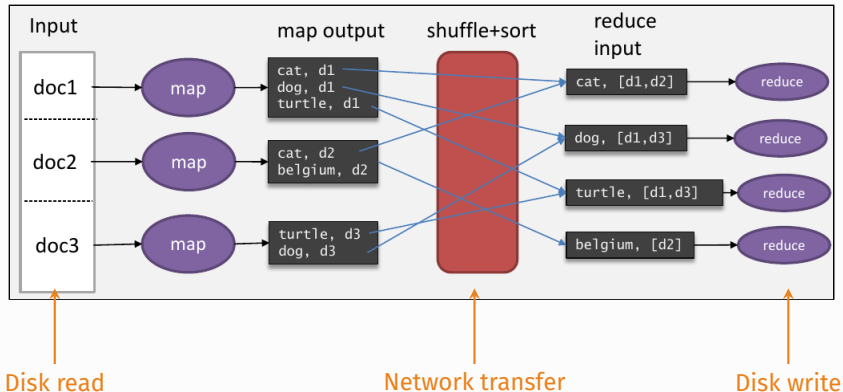 Input
map output
shuffle+sort
reduce
input
doc1
map
cat, d1
dog, d1
turtle, d1
cat, [d1,d2]
reduce
dog, [d1,d3]
reduce
doc2
map
cat, d2
belgium, d2
turtle, [d1,d3]
reduce
doc3
map
turtle, d3
dog, d3
belgium, [d2]
reduce
Disk read
Network transfer
Disk write